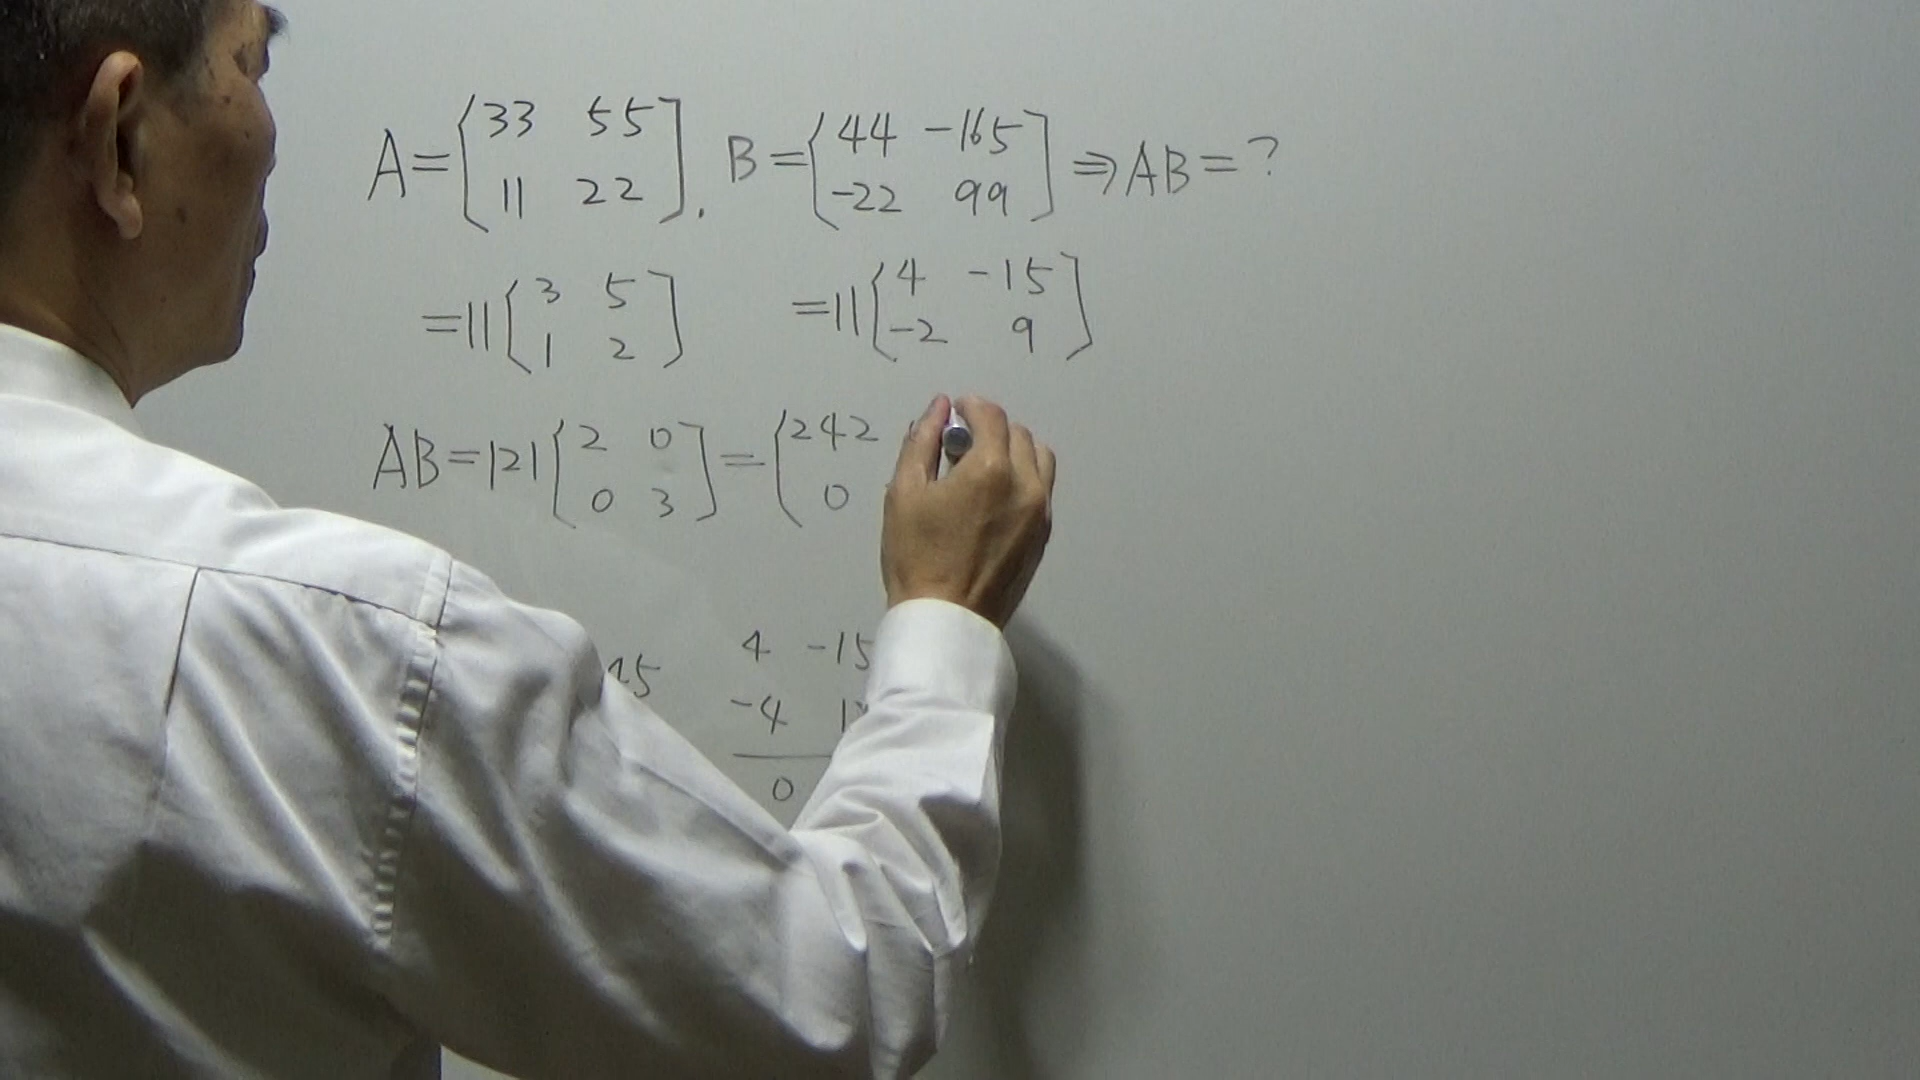 A = [33 55
11 22], B = [44 -165
-22 99] ⇒ AB = ?
= 11 [3 5
1 2] = 11 [4 -15
-2 9]
AB = 121 [2 0
0 3] = [242
0
45 4 -15
-4
0